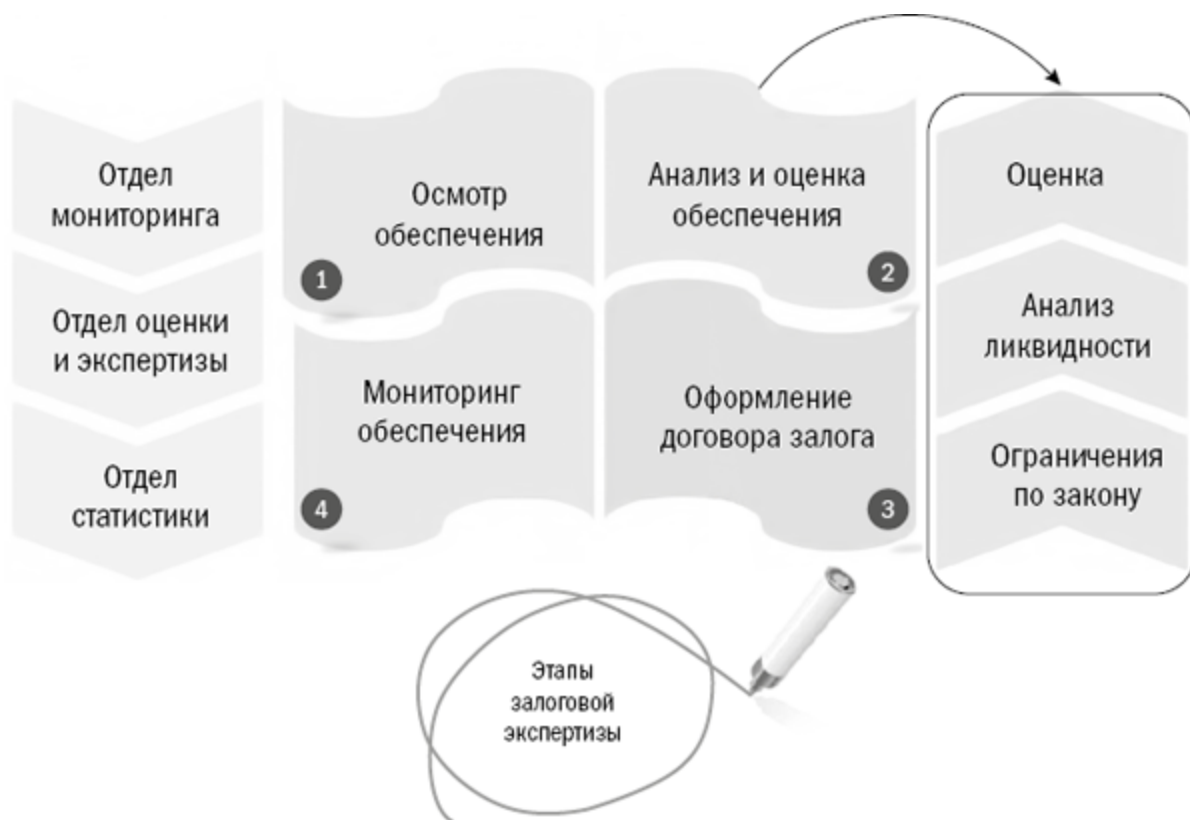 Отдел
мониторинга
Отдел оценки
и экспертизы
Отдел
статистики
Осмотр
обеспечения
1
Анализ и оценка
обеспечения
2
Мониторинг
обеспечения
4
Оформление
договора залога
3
Оценка
Анализ
ликвидности
Ограничения
по закону
Этапы
залоговой
экспертизы